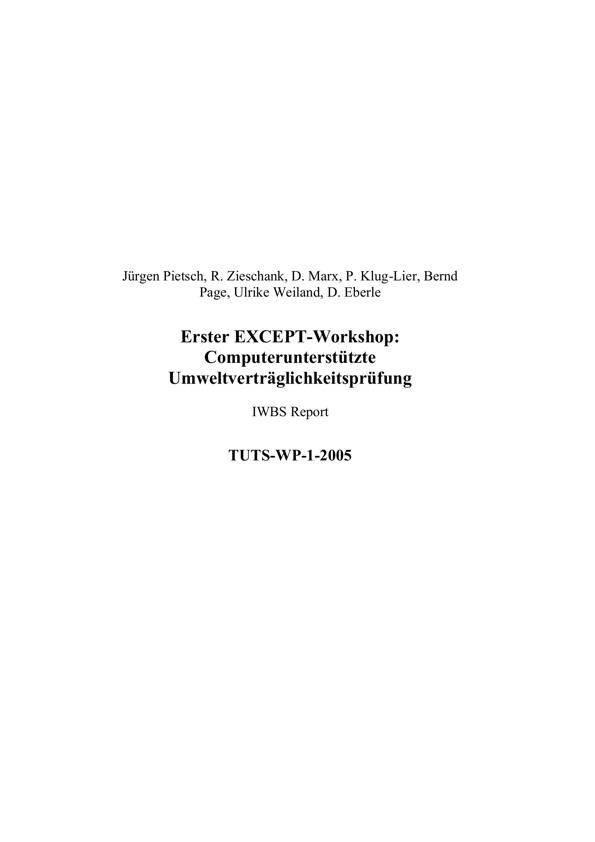 Jürgen Pietsch, R. Zieschank, D. Marx, P. Klug-Lier, Bernd
Page, Ulrike Weiland, D. Eberle
Erster EXCEPT-Workshop:
Computerunterstützte
Umweltverträglichkeitsprüfung
IWBS Report
TUTS-WP-1-2005